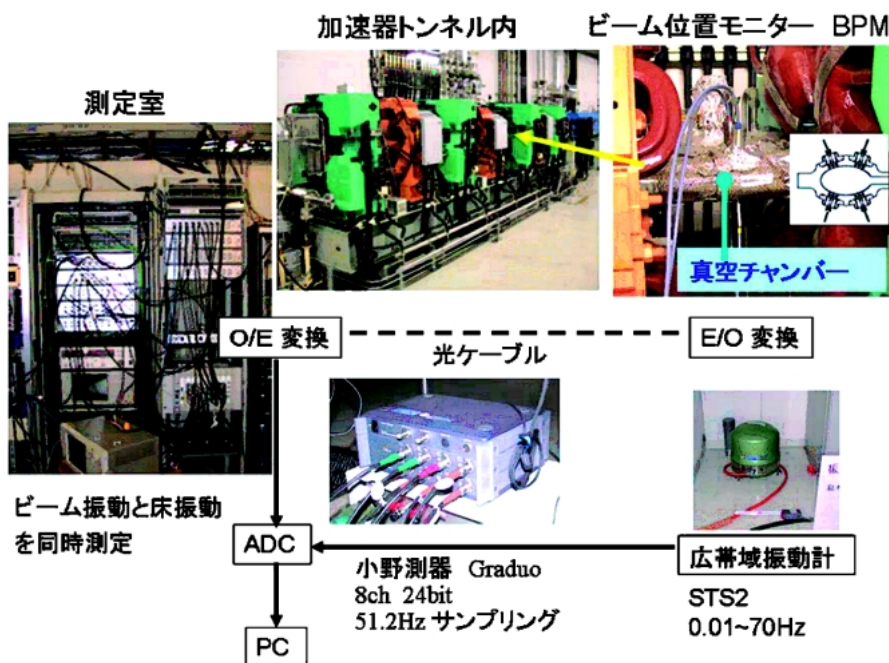 加速器トンネル内
ビーム位置モニター BPM
測定室
真空チャンバー
O/E 変換
E/O 変換
光ケーブル
ビーム振動と床振動
を同時測定
ADC
小野測器 Graduo
8ch 24bit
51.2Hz サンプリング
広帯域振動計
STS2
0.01~70Hz
PC